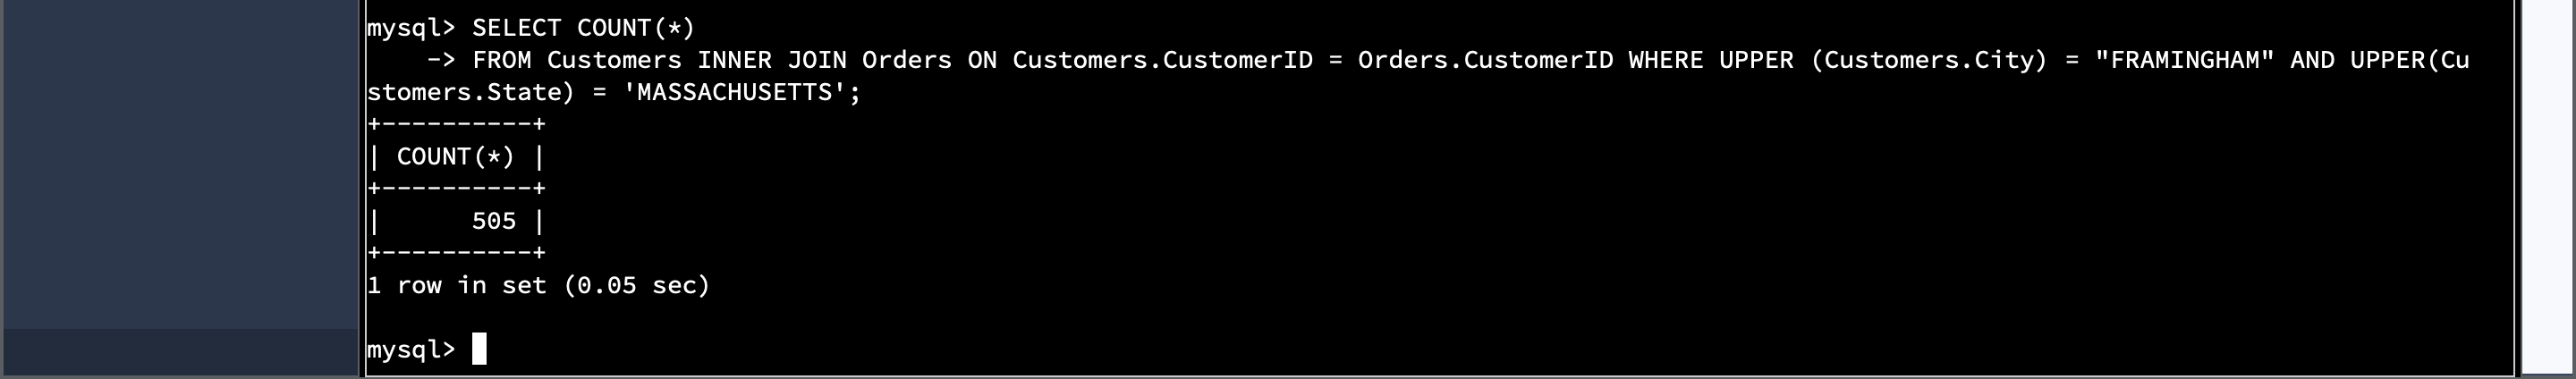 mysql> SELECT COUNT(*)
    -> FROM Customers INNER JOIN Orders ON Customers.CustomerID = Orders.CustomerID WHERE UPPER (Customers.City) = "FRAMINGHAM" AND UPPER(Cu
stomers.State) = 'MASSACHUSETTS';
+----------+
| COUNT(*) |
+----------+
|      505 |
+----------+
1 row in set (0.05 sec)

mysql>